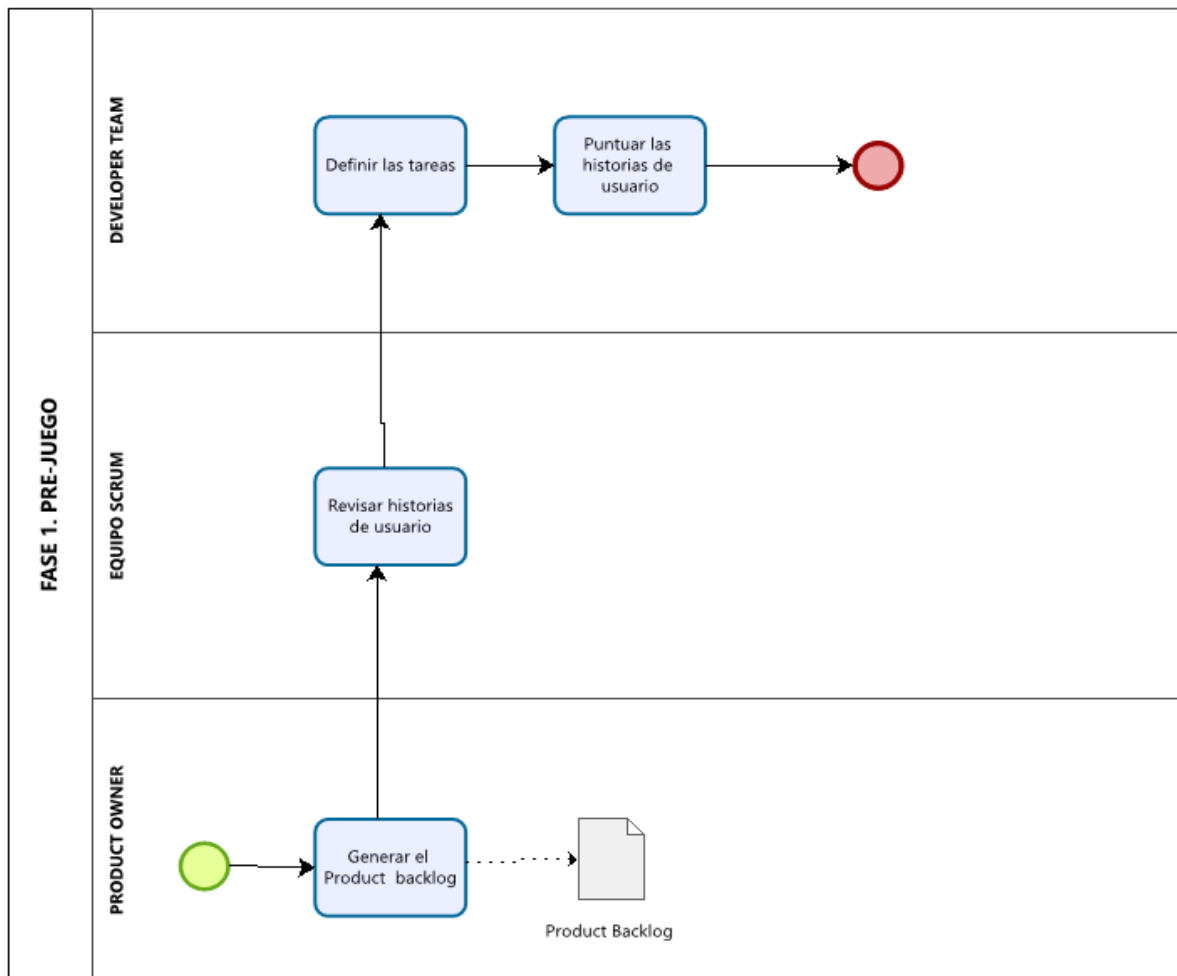 FASE 1. PRE-JUEGO
DEVELOPER TEAM
Definir las tareas
Puntuar las
historias de
usuario
EQUIPO SCRUM
Revisar historias
de usuario
PRODUCT OWNER
Generar el
Product backlog
Product Backlog